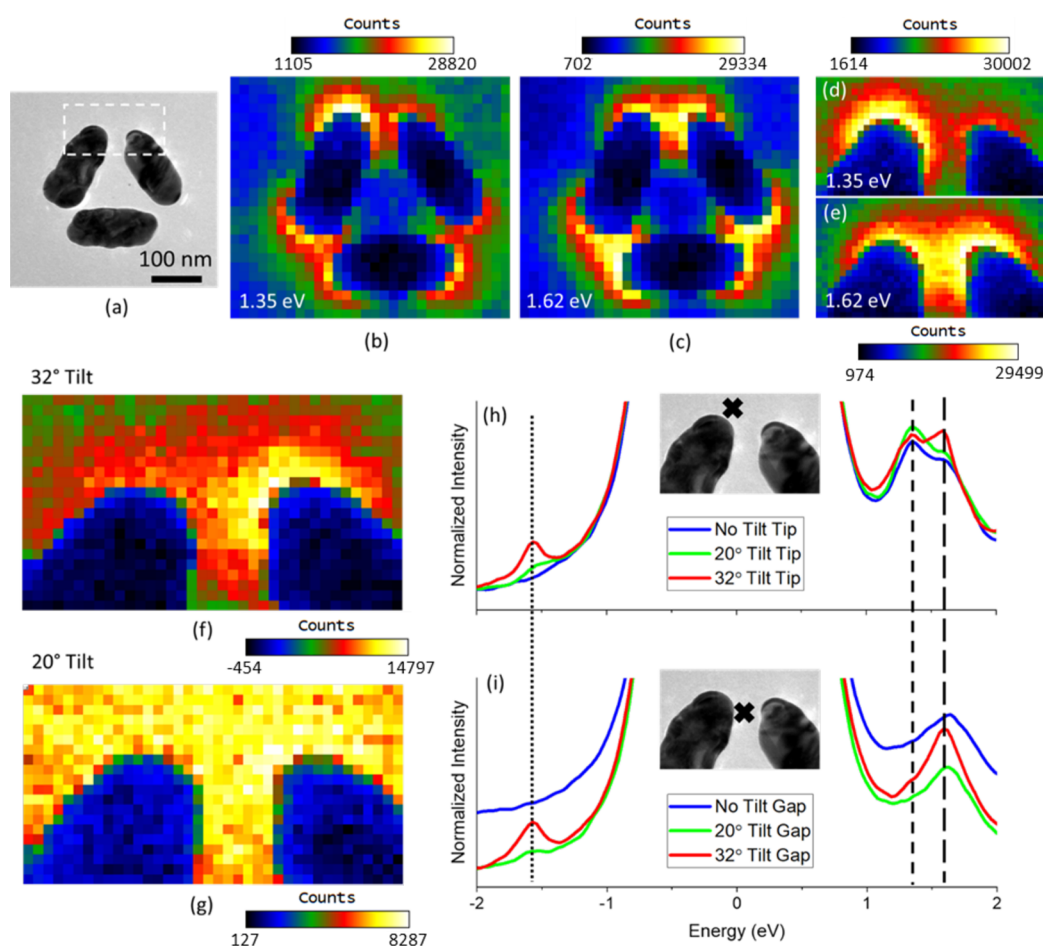 Counts
1105 28820
Counts
702 29334
Counts
1614 30002
100 nm
(a)
1.35 eV
(b)
1.62 eV
(c)
(d)
1.35 eV
(e)
1.62 eV
Counts
974 29499
32° Tilt
(f)
Counts
-454 14797
20° Tilt
(g)
Counts
127 8287
(h)
Normalized Intensity
No Tilt Tip
20° Tilt Tip
32° Tilt Tip
(i)
Normalized Intensity
No Tilt Gap
20° Tilt Gap
32° Tilt Gap
-2 -1 0 1 2
Energy (eV)